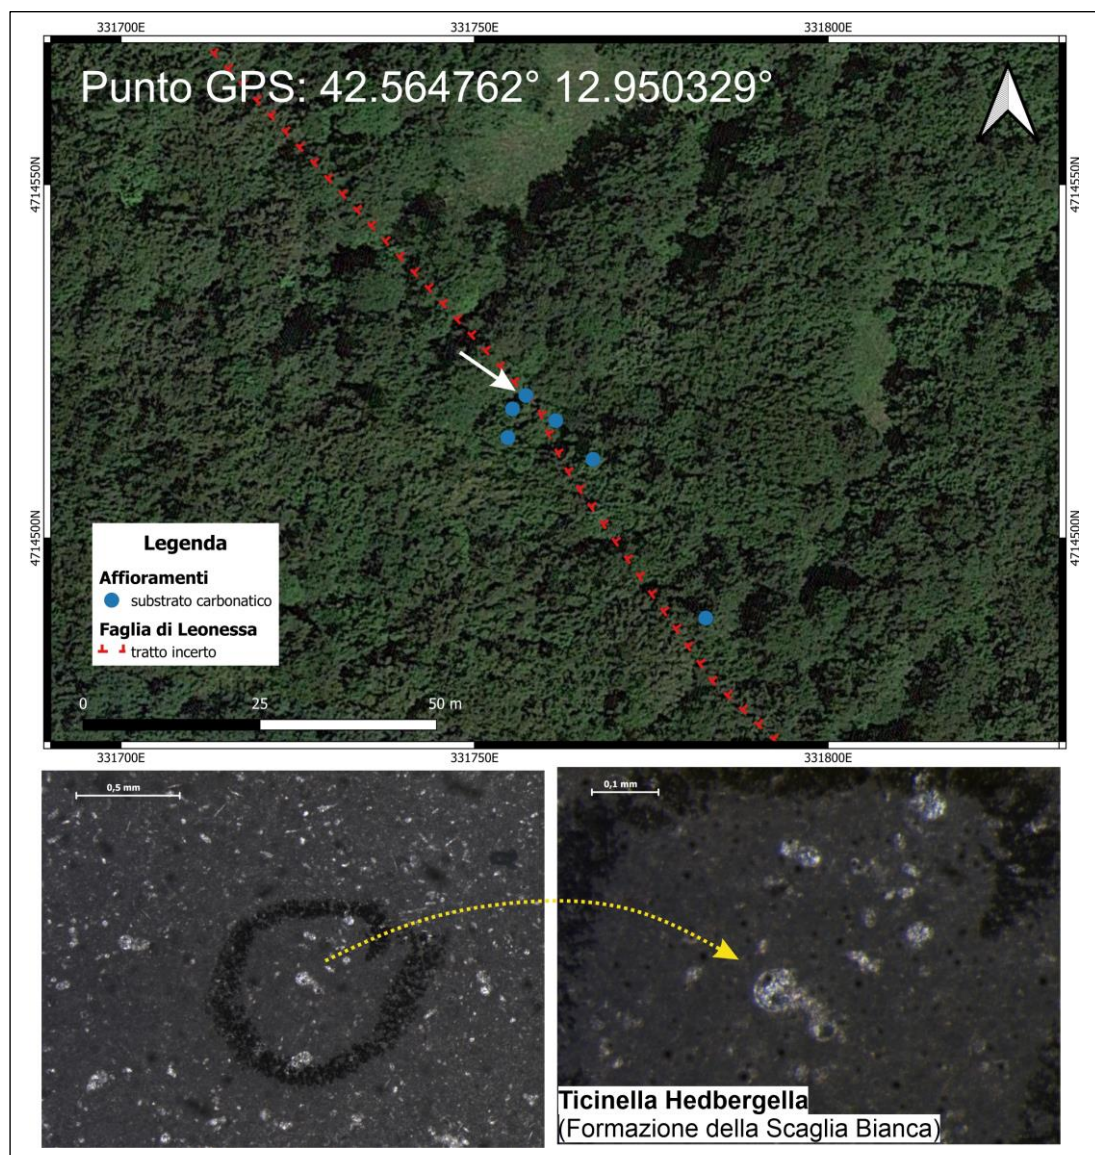 331700E 331750E 331800E
Punto GPS: 42.564762° 12.950329°
4714550N 4714550N
4714500N 4714500N
Legenda
Affioramenti
substrato carbonatico
Faglia di Leonessa
tratto incerto
0 25 50 m
331700E 331750E 331800E
0,5 mm
0,1 mm
Ticinella Hedbergella
(Formazione della Scaglia Bianca)